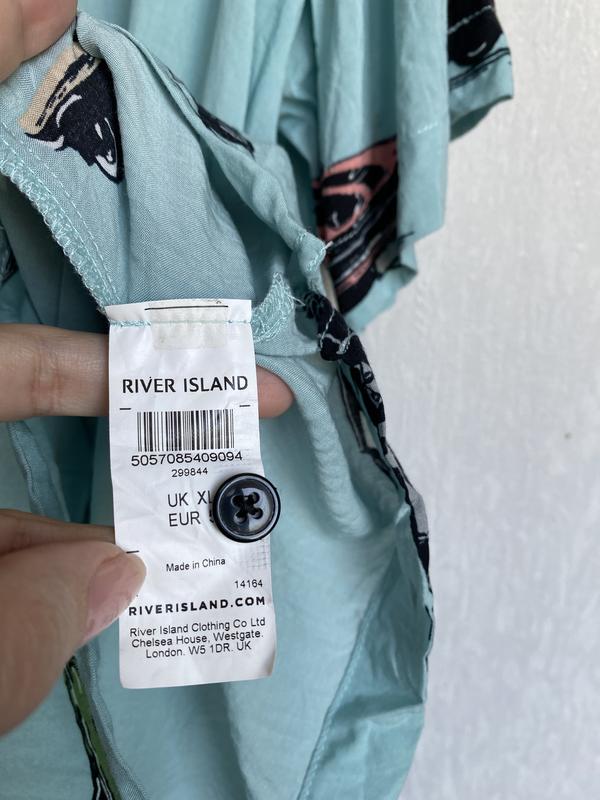 RIVER ISLAND
5057085409094
299844
UK XL
EUR
Made in China
14164
RIVERISLAND.COM
River Island Clothing Co Ltd
Chelsea House, Westgate.
London. W5 1DR. UK